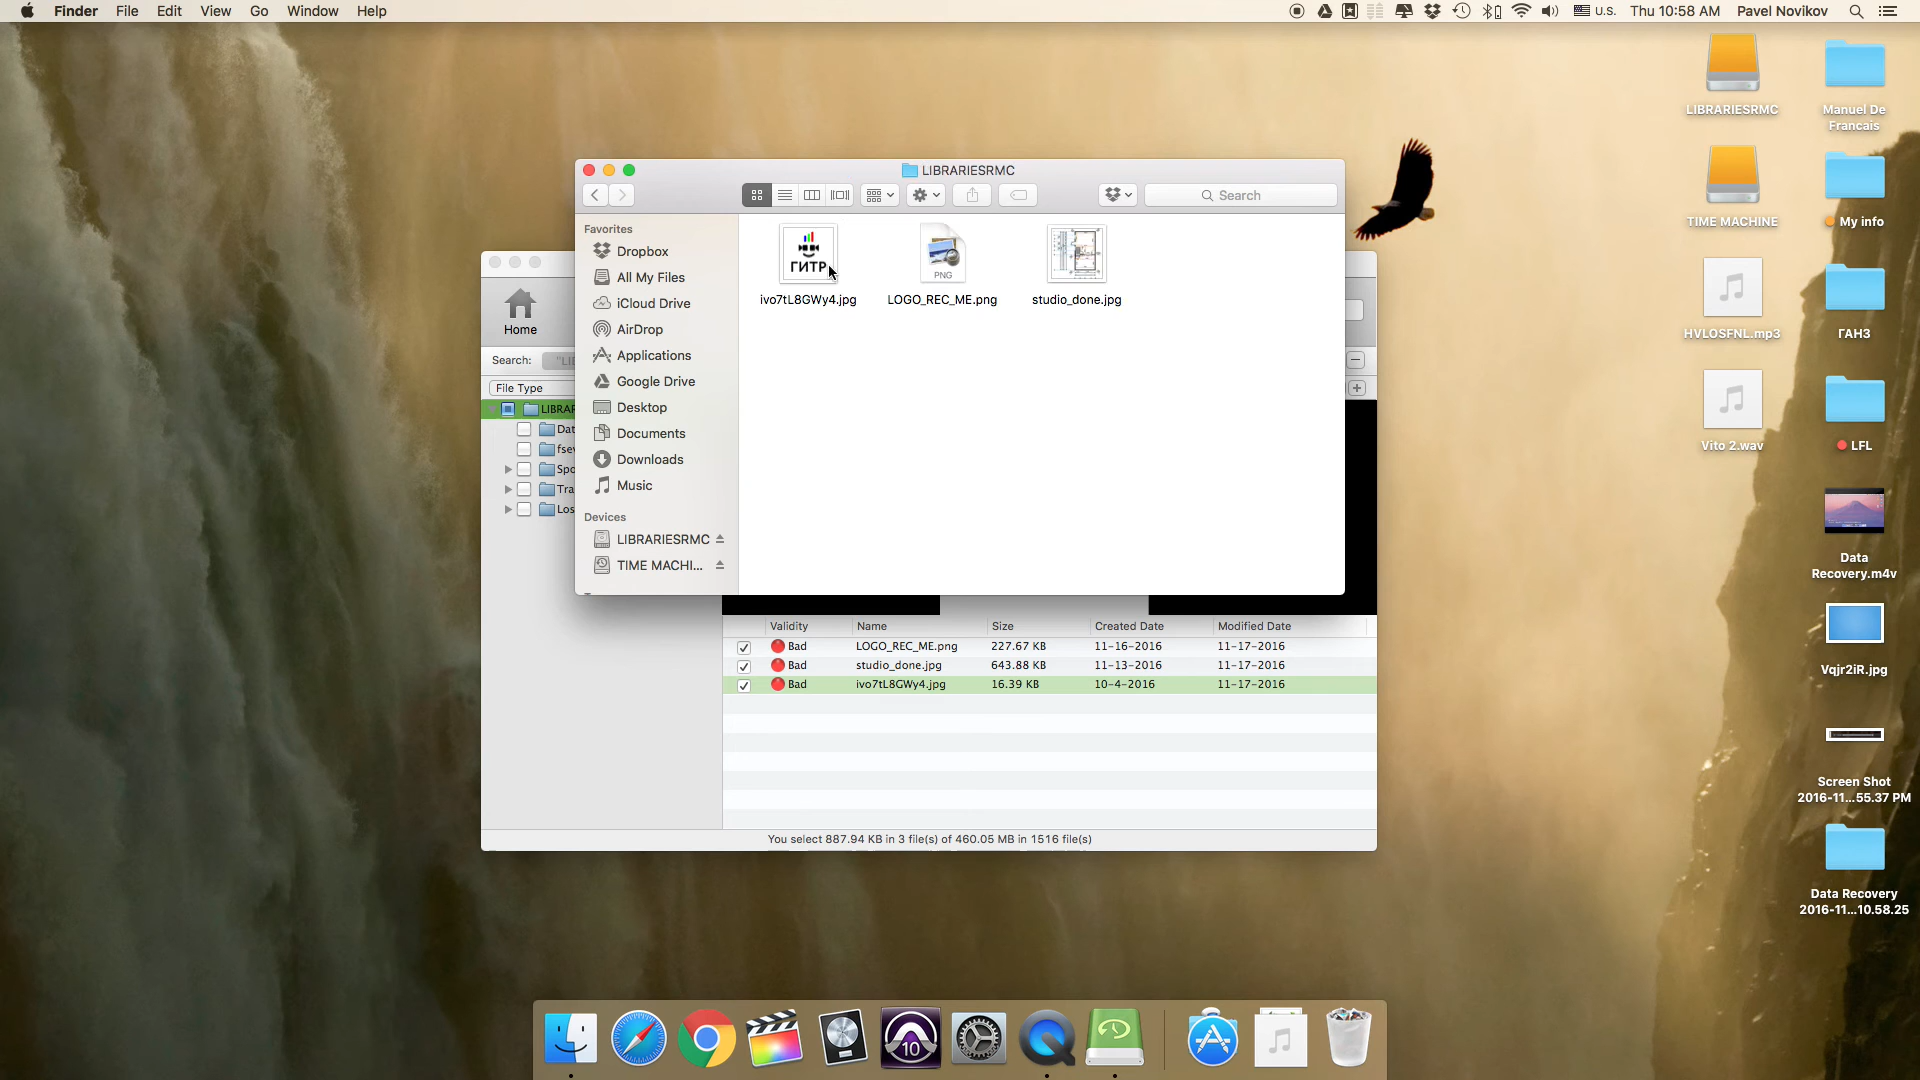 Finder File Edit View Go Window Help
U.S. Thu 10:58 AM Pavel Novikov
LIBRARIESRMC
Manuel De
Francais
TIME MACHINE
My info
HVLOSFNL.mp3
ГАНЗ
Vito 2.wav
LFL
Data
Recovery.m4v
Vqjr2iR.jpg
Screen Shot
2016-11...55.37 PM
Data Recovery
2016-11...10.58.25
LIBRARIESRMC
Search
Favorites
Dropbox
All My Files
iCloud Drive
AirDrop
Applications
Google Drive
Desktop
Documents
Downloads
Music
Devices
LIBRARIESRMC
TIME MACHI...
ГИТР
PNG
ivo7tL8GWy4.jpg LOGO_REC_ME.png studio_done.jpg
Home
Search:
File Type
LIBRAR
Dat
fsev
Spo
Tra
Los
Validity Name Size Created Date Modified Date
Bad LOGO_REC_ME.png 227.67 KB 11-16-2016 11-17-2016
Bad studio_done.jpg 643.88 KB 11-13-2016 11-17-2016
Bad ivo7tL8GWy4.jpg 16.39 KB 10-4-2016 11-17-2016
You select 887.94 KB in 3 file(s) of 460.05 MB in 1516 file(s)
10